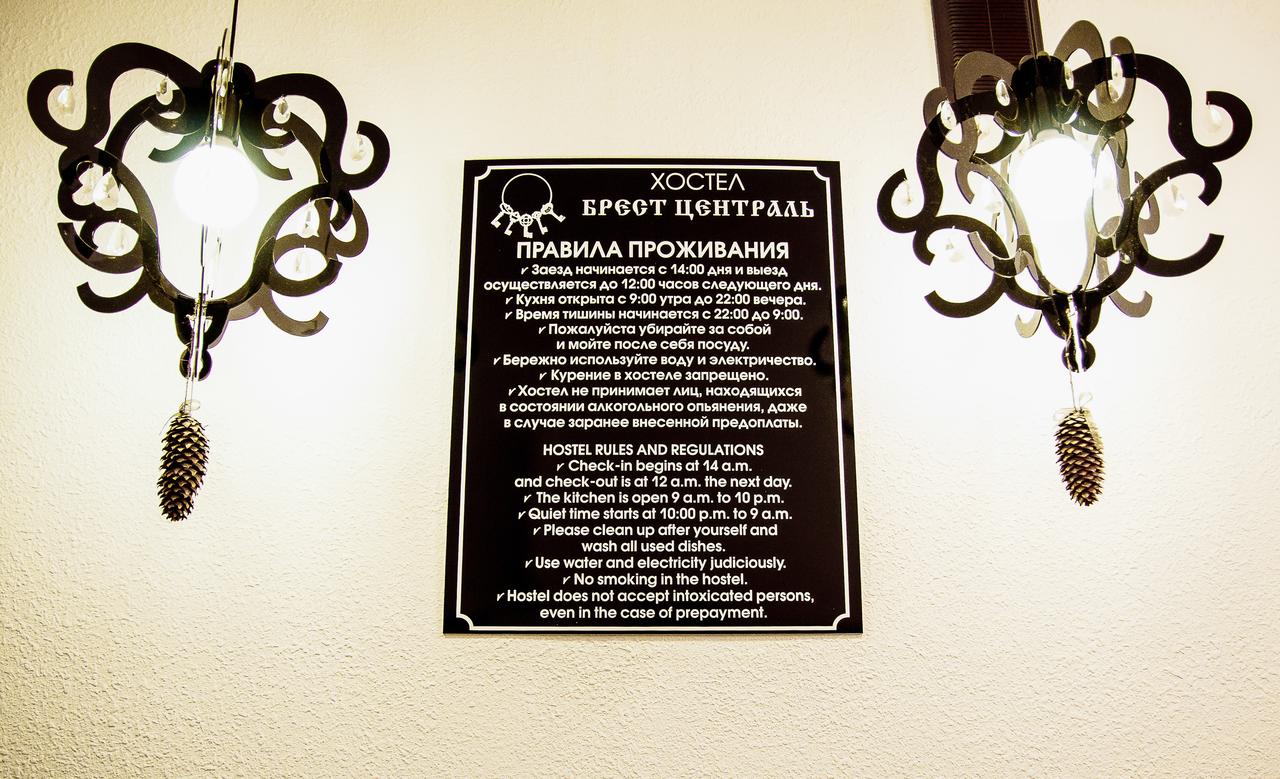 ХОСТЕЛ
БРЕСТ ЦЕНТРАЛЬ
ПРАВИЛА ПРОЖИВАНИЯ
✓ Заезд начинается с 14:00 дня и выезд
осуществляется до 12:00 часов следующего дня.
✓ Кухня открыта с 9:00 утра до 22:00 вечера.
✓ Время тишины начинается с 22:00 до 9:00.
✓ Пожалуйста убирайте за собой
и мойте после себя посуду.
✓ Бережно используйте воду и электричество.
✓ Курение в хостеле запрещено.
✓ Хостел не принимает лиц, находящихся
в состоянии алкогольного опьянения, даже
в случае заранее внесенной предоплаты.
HOSTEL RULES AND REGULATIONS
✓ Check-in begins at 14 a.m.
and check-out is at 12 a.m. the next day.
✓ The kitchen is open 9 a.m. to 10 p.m.
✓ Quiet time starts at 10:00 p.m. to 9 a.m.
✓ Please clean up after yourself and
wash all used dishes.
✓ Use water and electricity judiciously.
✓ No smoking in the hostel.
✓ Hostel does not accept intoxicated persons,
even in the case of prepayment.